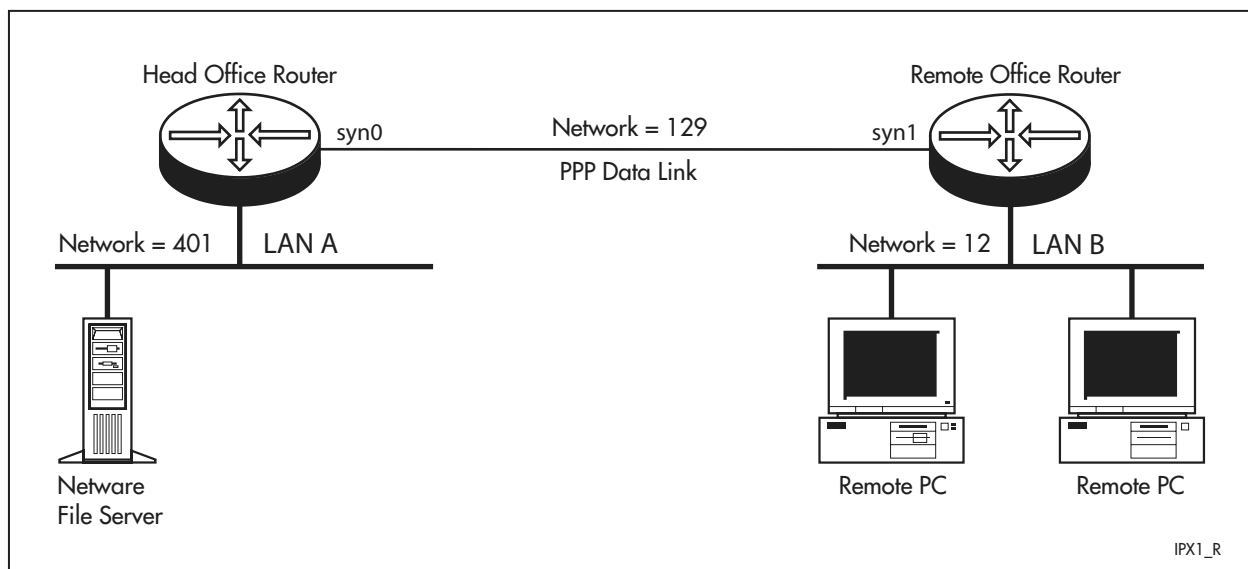 Head Office Router
Remote Office Router
syn0
Network = 129
syn1
PPP Data Link
Network = 401
LAN A
Network = 12
LAN B
Netware
File Server
Remote PC
Remote PC
IPX1_R